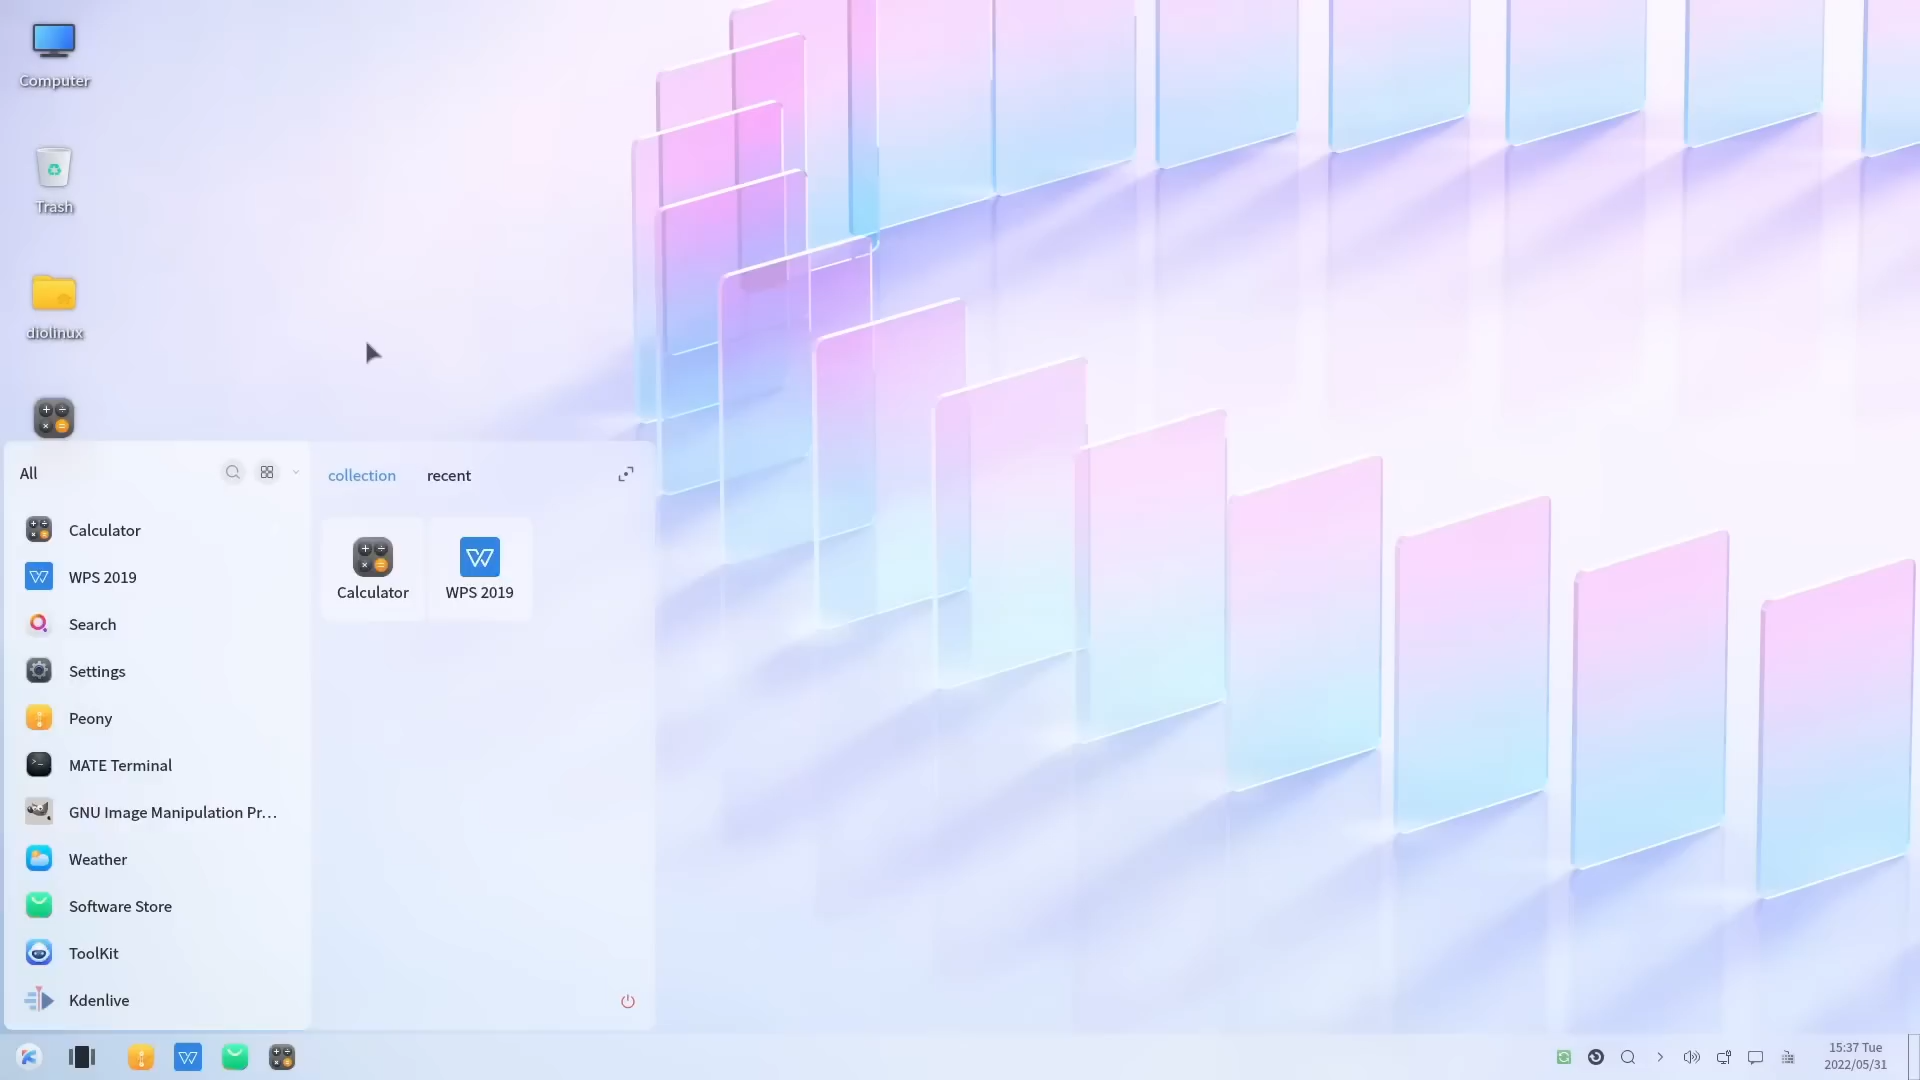 Computer
Trash
diolinux
All
collection
recent
Calculator
WPS 2019
Search
Settings
Peony
MATE Terminal
GNU Image Manipulation Pr...
Weather
Software Store
ToolKit
Kdenlive
Calculator
WPS 2019
15:37 Tue
2022/05/31